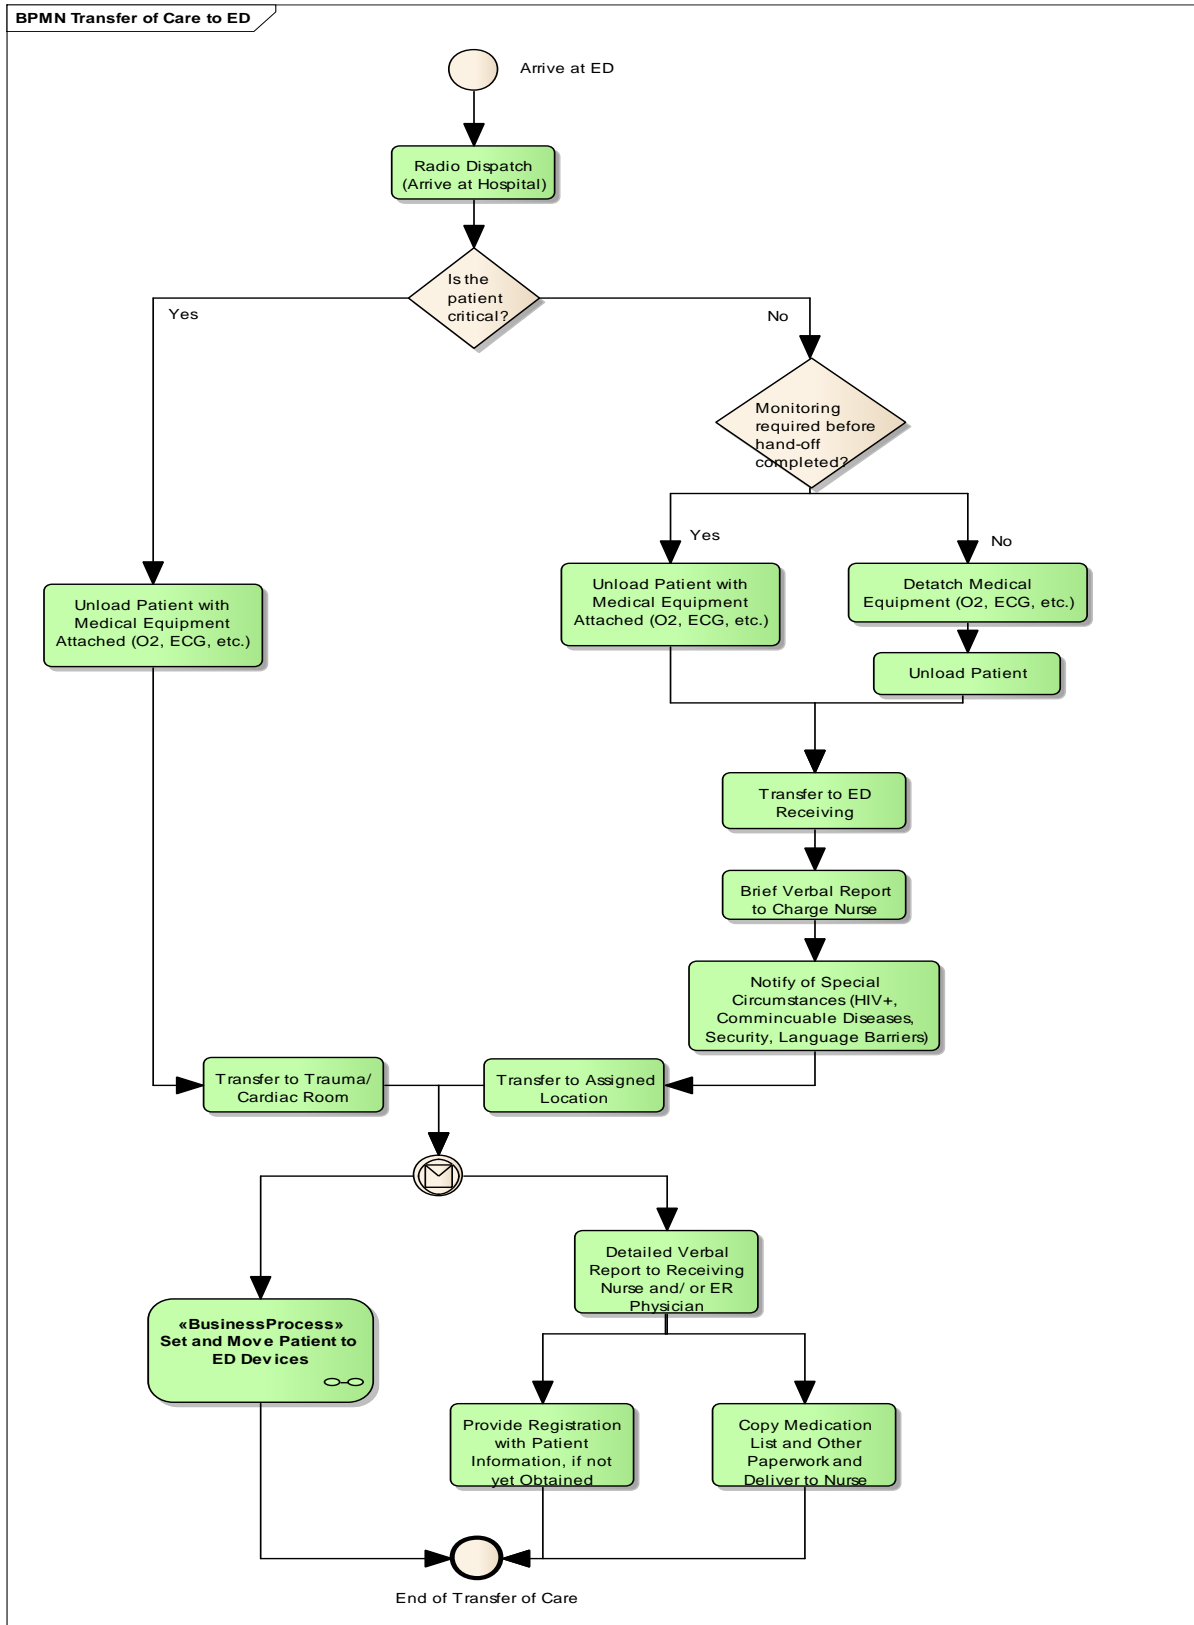 BPMN Transfer of Care to ED
Arrive at ED
Radio Dispatch
(Arrive at Hospital)
Is the
patient
critical?
Yes
No
Monitoring
required before
hand-off
completed?
Yes
No
Unload Patient with
Medical Equipment
Attached (O2, ECG, etc.)
Unload Patient with
Medical Equipment
Attached (O2, ECG, etc.)
Detatch Medical
Equipment (O2, ECG, etc.)
Unload Patient
Transfer to ED
Receiving
Brief Verbal Report
to Charge Nurse
Notify of Special
Circumstances (HIV+,
Commincuable Diseases,
Security, Language Barriers)
Transfer to Trauma/
Cardiac Room
Transfer to Assigned
Location
Detailed Verbal
Report to Receiving
Nurse and/ or ER
Physician
«BusinessProcess»
Set and Move Patient to
ED Devices
Provide Registration
with Patient
Information, if not
yet Obtained
Copy Medication
List and Other
Paperwork and
Deliver to Nurse
End of Transfer of Care